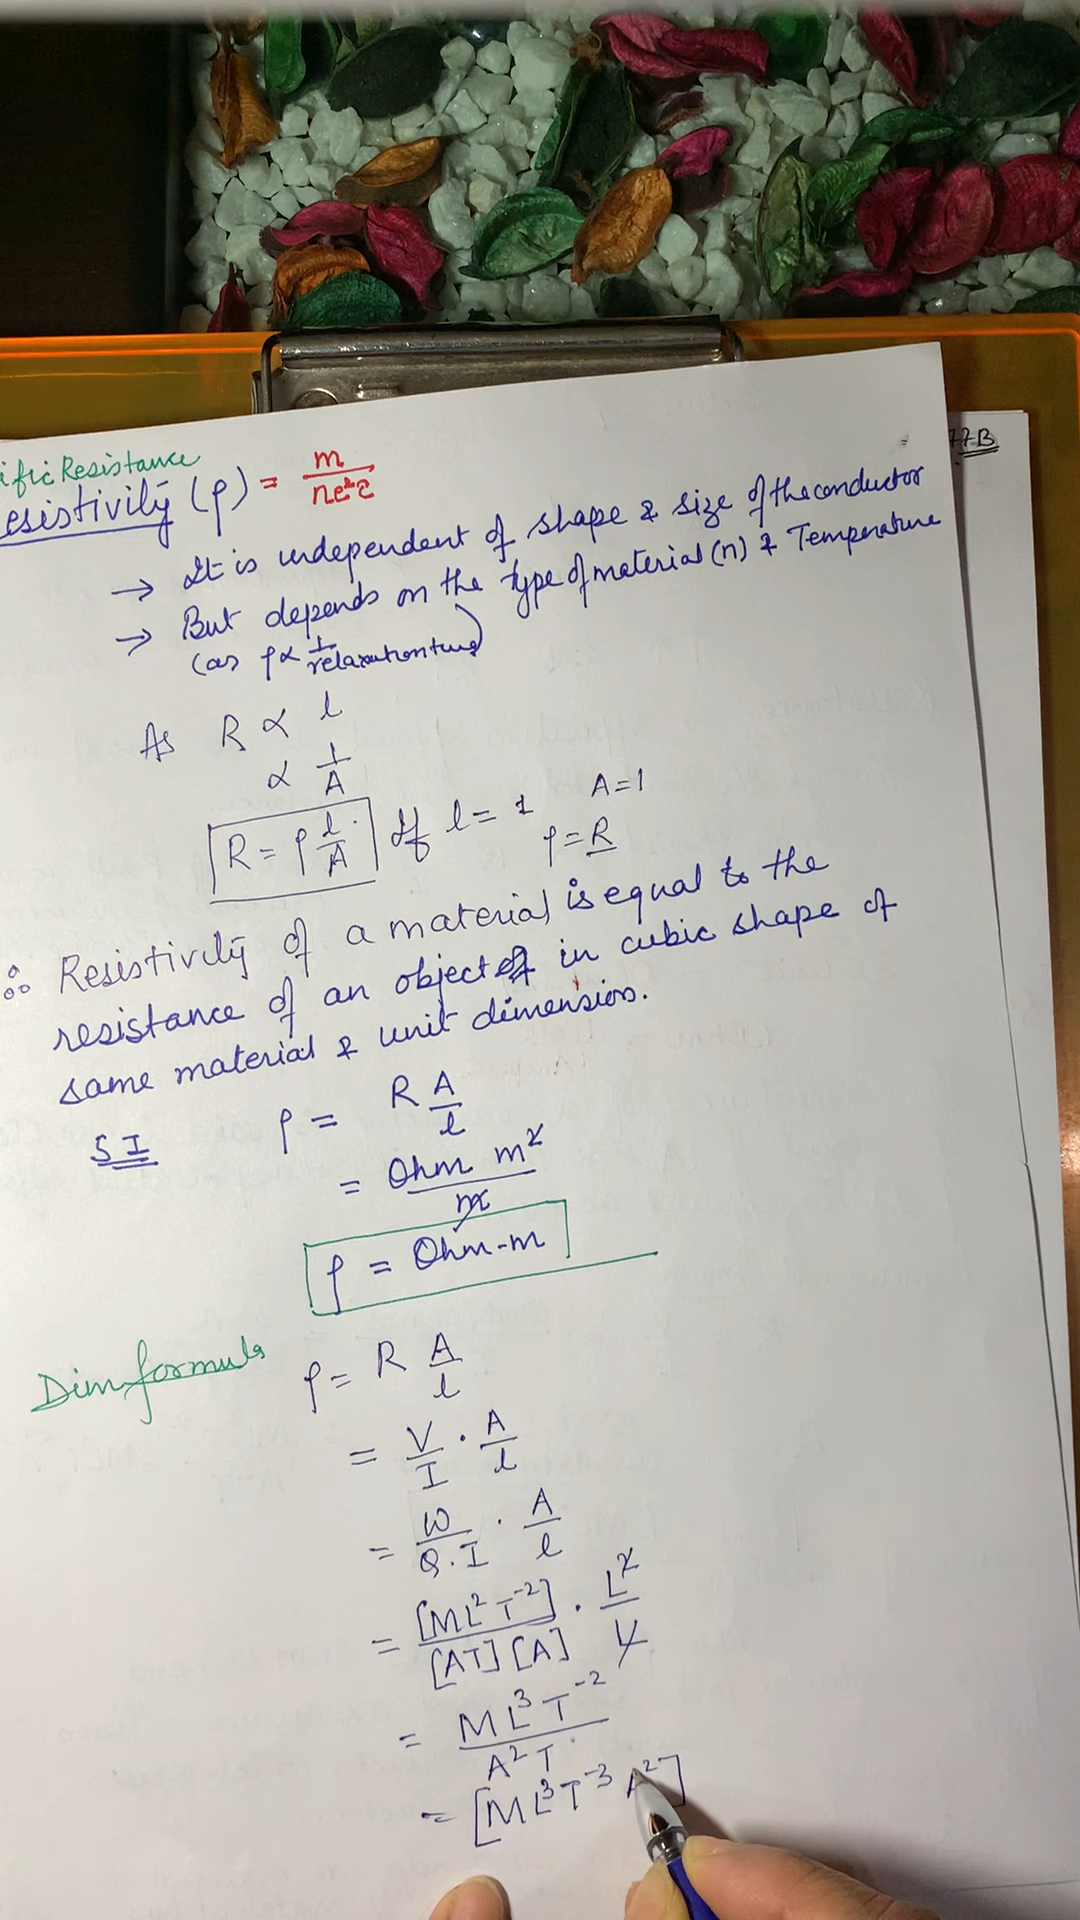 ific Resistance
esistivity (ρ) = m/ne²τ
77B
→ It is independent of shape & size of the conductor
→ But depends on the type of material (n) & Temperature
(as ρ ∝ 1/relaxation time)
As R ∝ l
∝ 1/A
R = ρ l/A If l = 1 A = 1
ρ = R
∴ Resistivity of a material is equal to the
resistance of an object in cubic shape of
same material & unit dimension.
SI ρ = R A/l
= Ohm m²/m
ρ = Ohm-m
Dim. formula ρ = R A/l
= V/I · A/l
= W/Q.I · A/l
= [ML²T⁻²]/[AT][A] · L²/L
= ML³T⁻²/A²T
= [ML³T⁻³A⁻²]